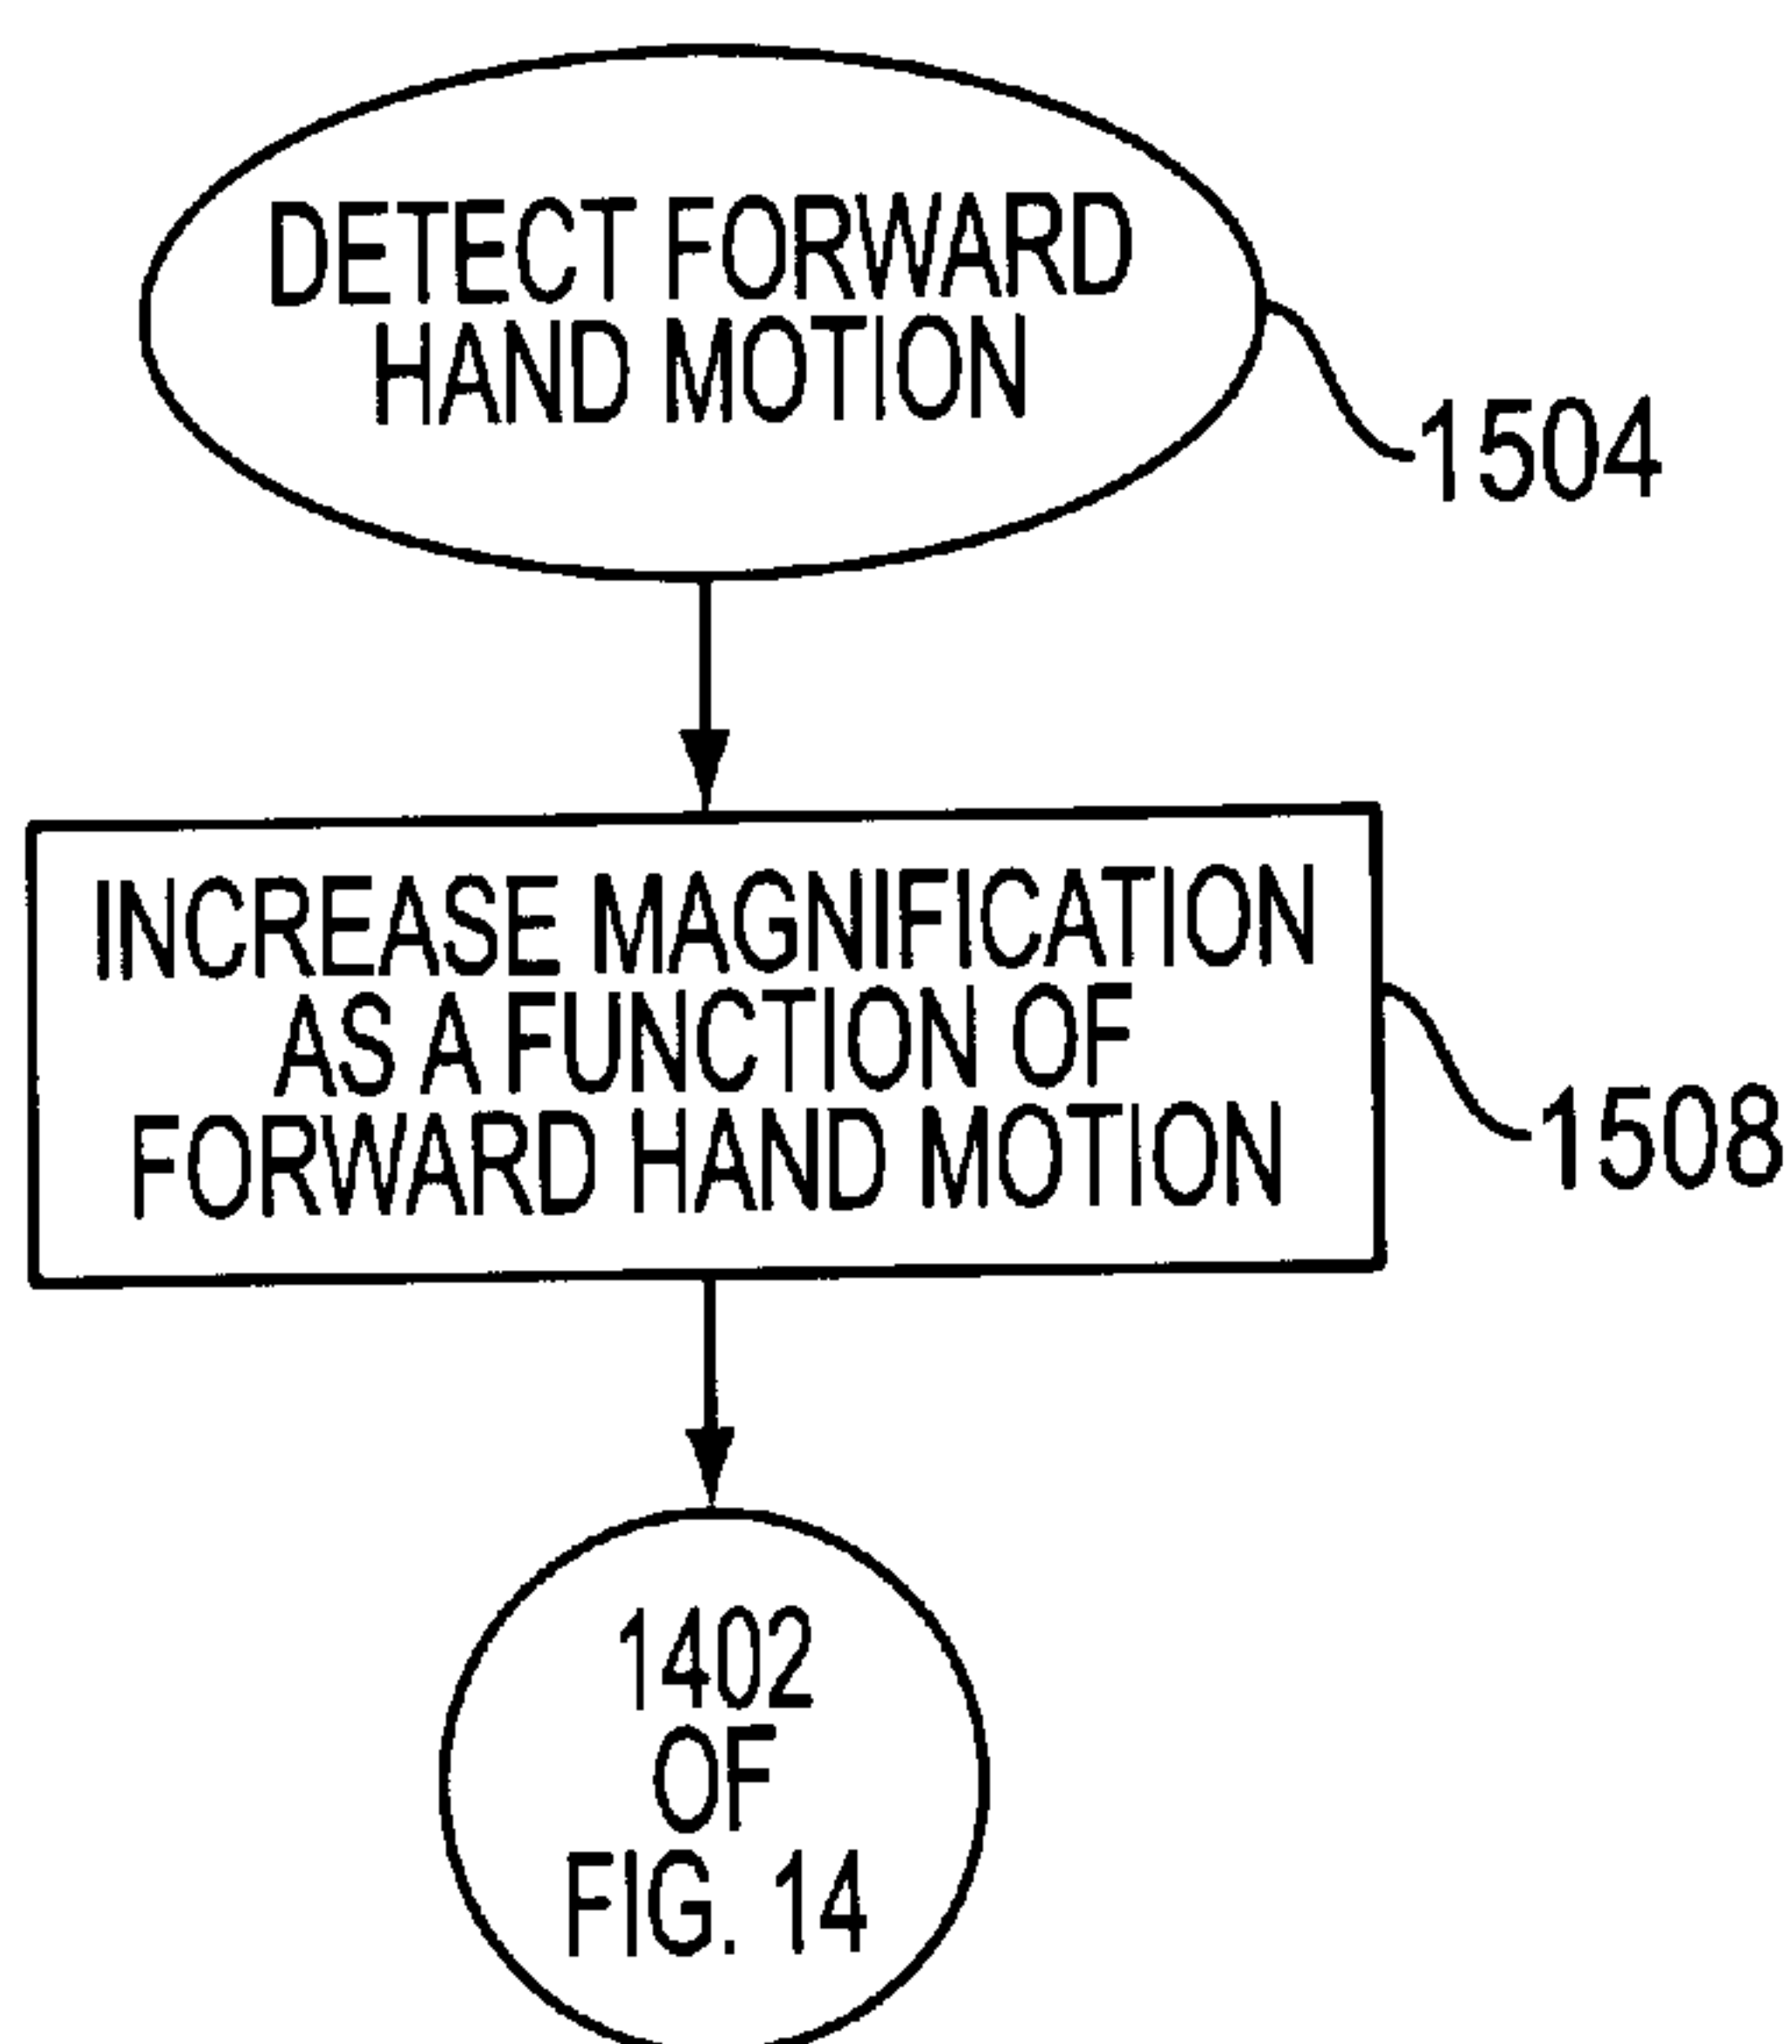 DETECT FORWARD
HAND MOTION
1504
INCREASE MAGNIFICATION
AS A FUNCTION OF
FORWARD HAND MOTION
1508
1402
OF
FIG. 14